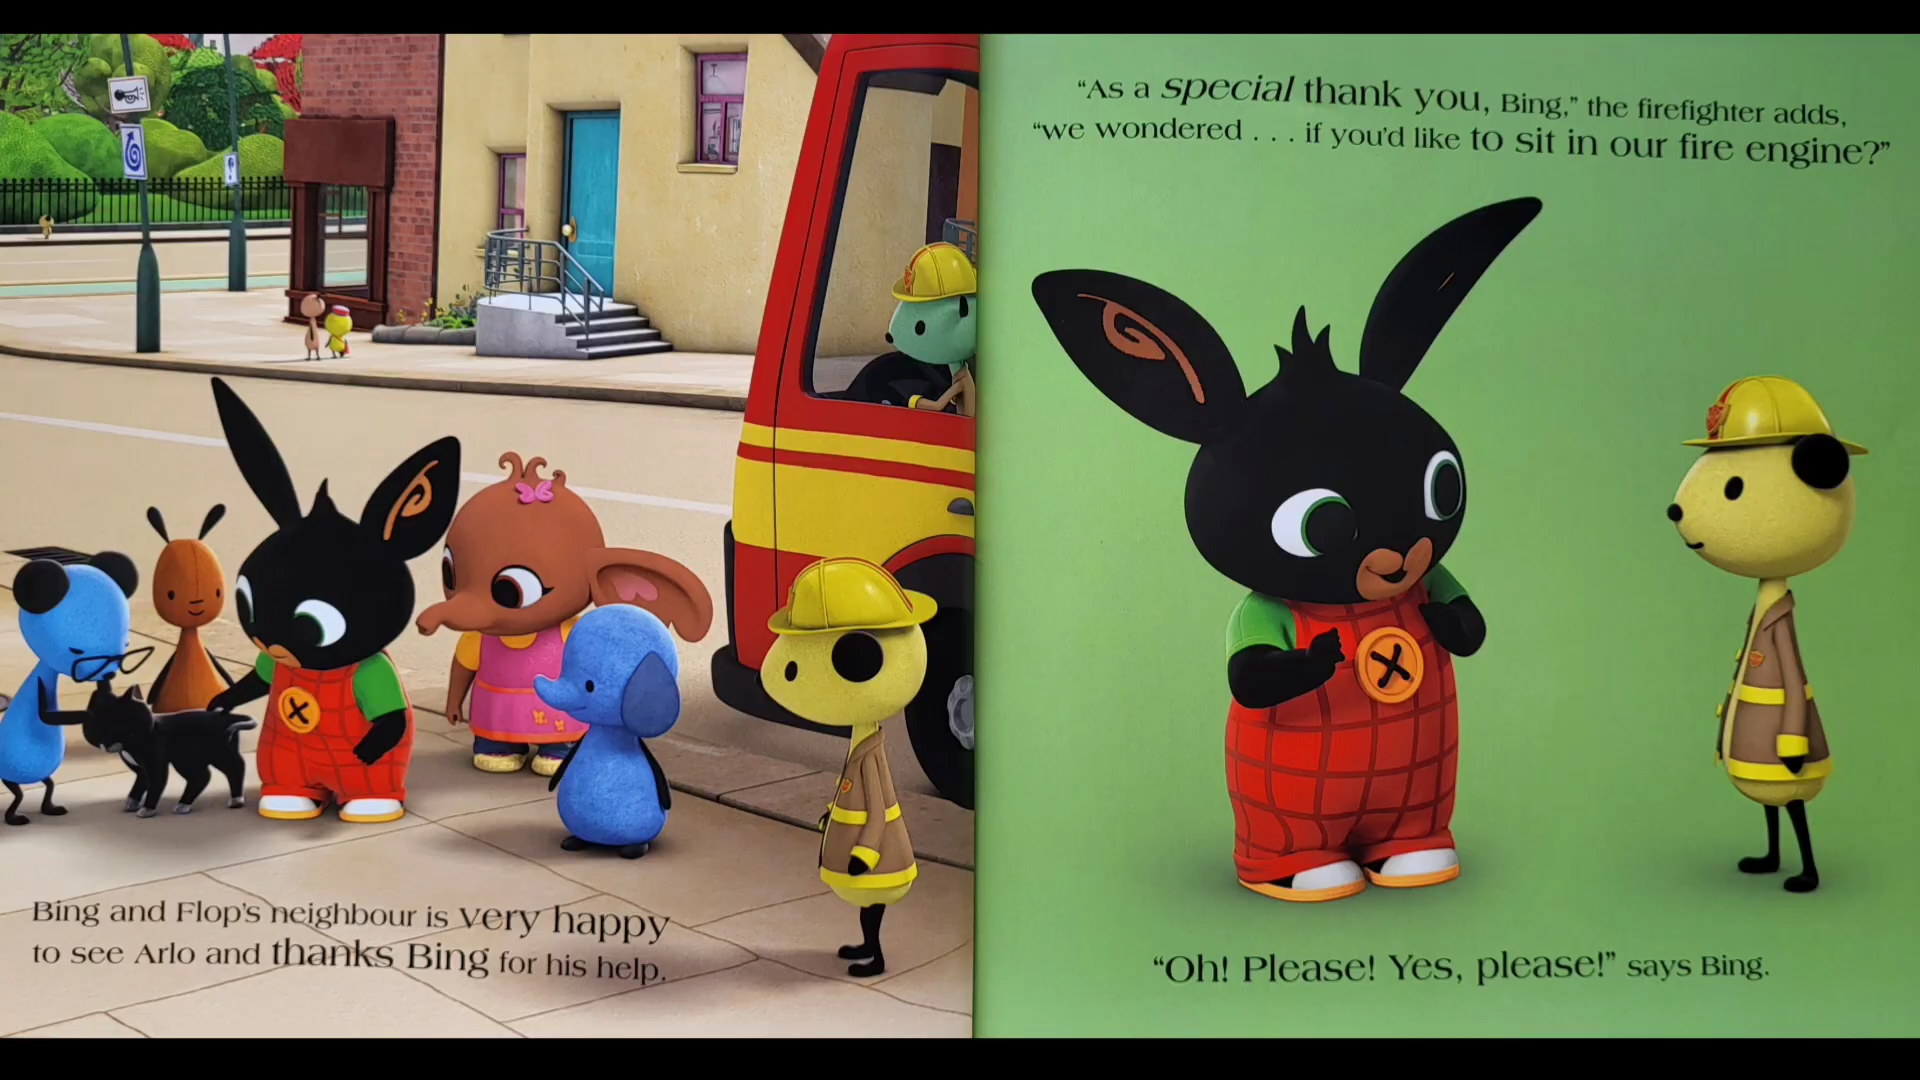 Bing and Flop's neighbour is very happy
to see Arlo and thanks Bing for his help.
“As a special thank you, Bing,” the firefighter adds,
“we wondered . . . if you'd like to sit in our fire engine?”
“Oh! Please! Yes, please!” says Bing.